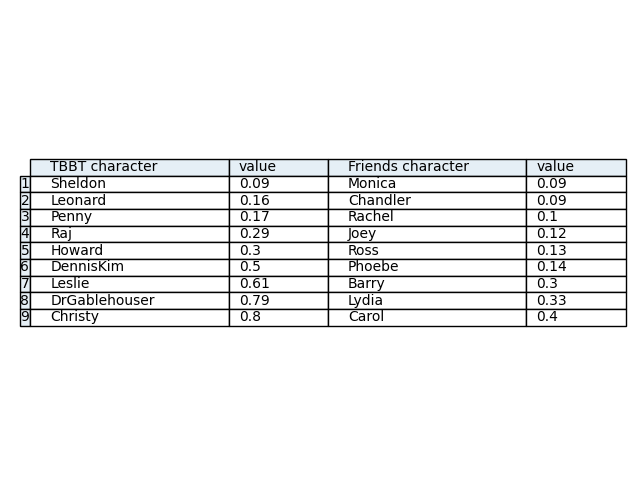 TBBT character value Friends character value
1 Sheldon 0.09 Monica 0.09
2 Leonard 0.16 Chandler 0.09
3 Penny 0.17 Rachel 0.1
4 Raj 0.29 Joey 0.12
5 Howard 0.3 Ross 0.13
6 DennisKim 0.5 Phoebe 0.14
7 Leslie 0.61 Barry 0.3
8 DrGablehouser 0.79 Lydia 0.33
9 Christy 0.8 Carol 0.4